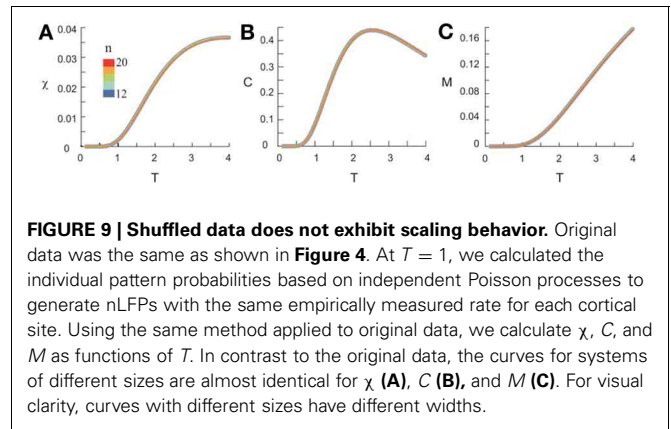 A
B
C
0.04
0.03
0.02
0.01
0
χ
n
20
12
0 1 2 3 4
T
0.4
0.3
0.2
0.1
0
C
0 1 2 3 4
T
0.16
0.12
0.08
0.04
0
M
0 1 2 3 4
T
FIGURE 9 | Shuffled data does not exhibit scaling behavior. Original
data was the same as shown in Figure 4. At T = 1, we calculated the
individual pattern probabilities based on independent Poisson processes to
generate nLFPs with the same empirically measured rate for each cortical
site. Using the same method applied to original data, we calculate χ, C, and
M as functions of T. In contrast to the original data, the curves for systems
of different sizes are almost identical for χ (A), C (B), and M (C). For visual
clarity, curves with different sizes have different widths.